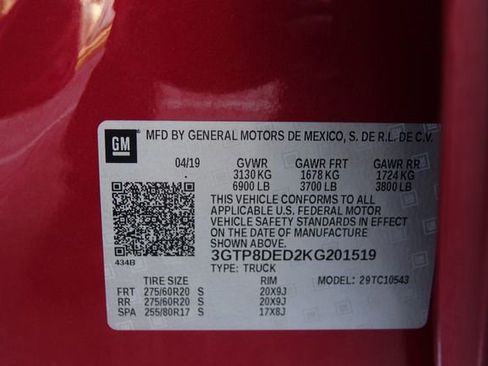 GM MFD BY GENERAL MOTORS DE MEXICO, S. DE R.L. DE C.V.
04/19 GVWR GAWR FRT GAWR RR
3130 KG 1678 KG 1724 KG
6900 LB 3700 LB 3800 LB
THIS VEHICLE CONFORMS TO ALL
APPLICABLE U.S. FEDERAL MOTOR
VEHICLE SAFETY STANDARDS IN EFFECT
ON THE DATE OF MANUFACTURE SHOWN
ABOVE.
3GTP8DED2KG201519
434B TYPE: TRUCK
TIRE SIZE RIM MODEL: 29TC10543
FRT 275/60R20 S 20X9J
RR 275/60R20 S 20X9J
SPA 255/80R17 S 17X8J